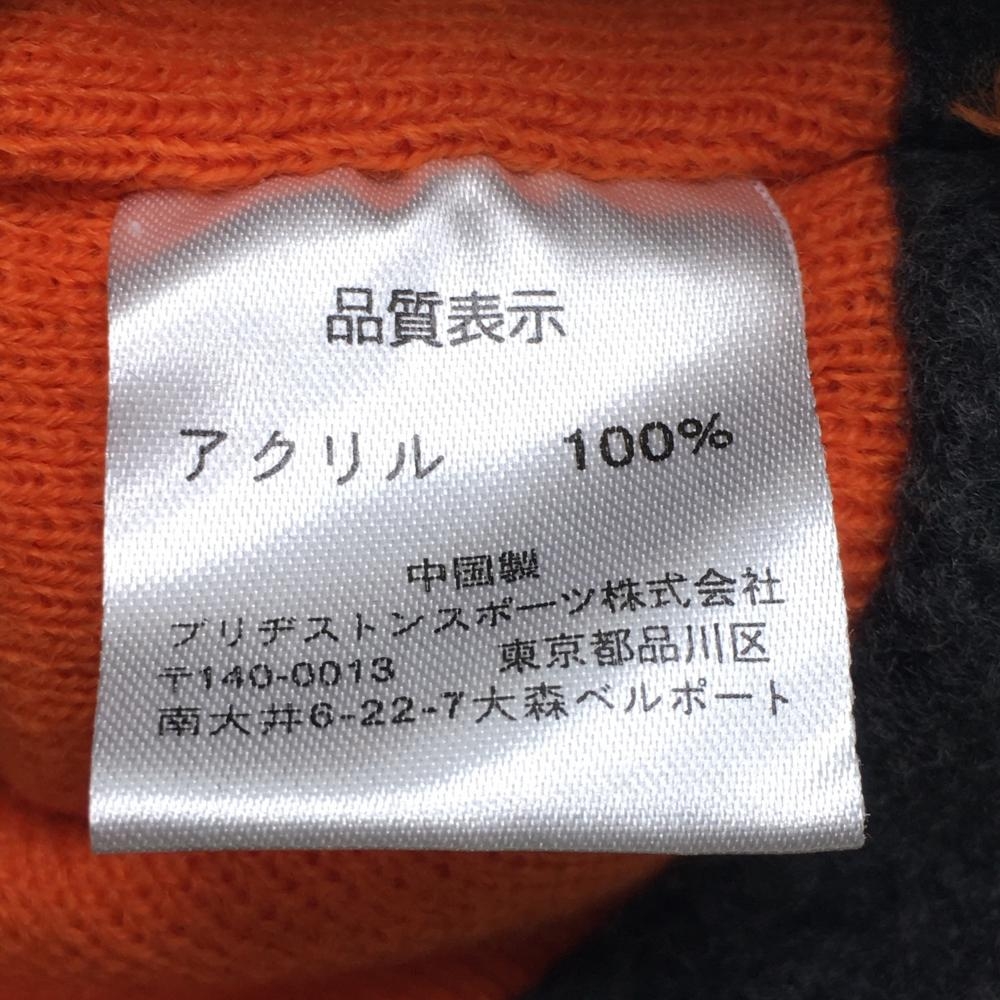 品質表示
アクリル 100%
中国製
ブリヂストンスポーツ株式会社
〒140-0013 東京都品川区
南大井6-22-7大森ベルポート